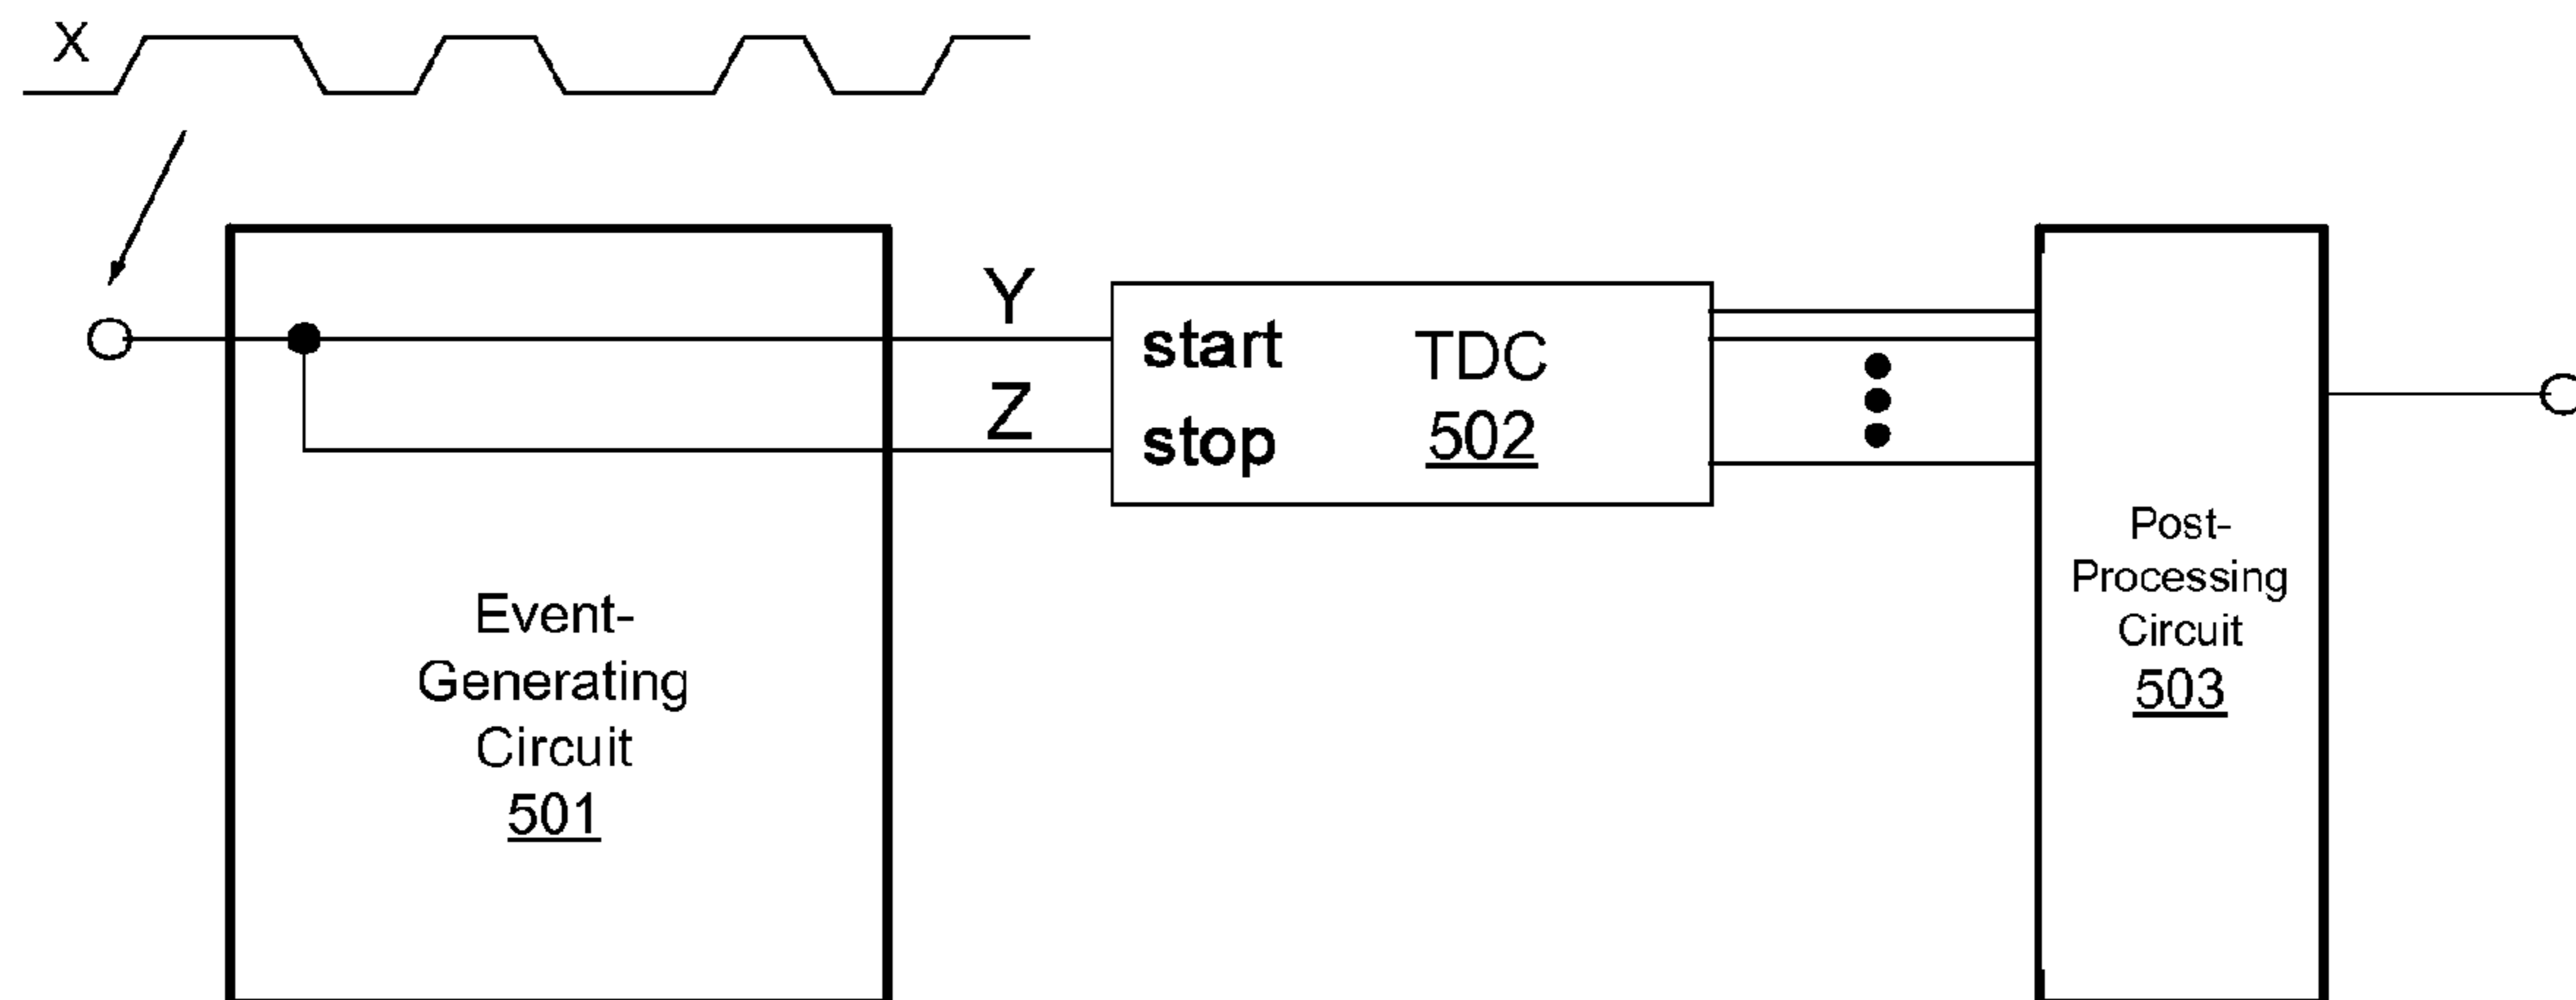 X
Y
start
TDC
Z
stop
502
Event-
Generating
Circuit
501
Post-
Processing
Circuit
503